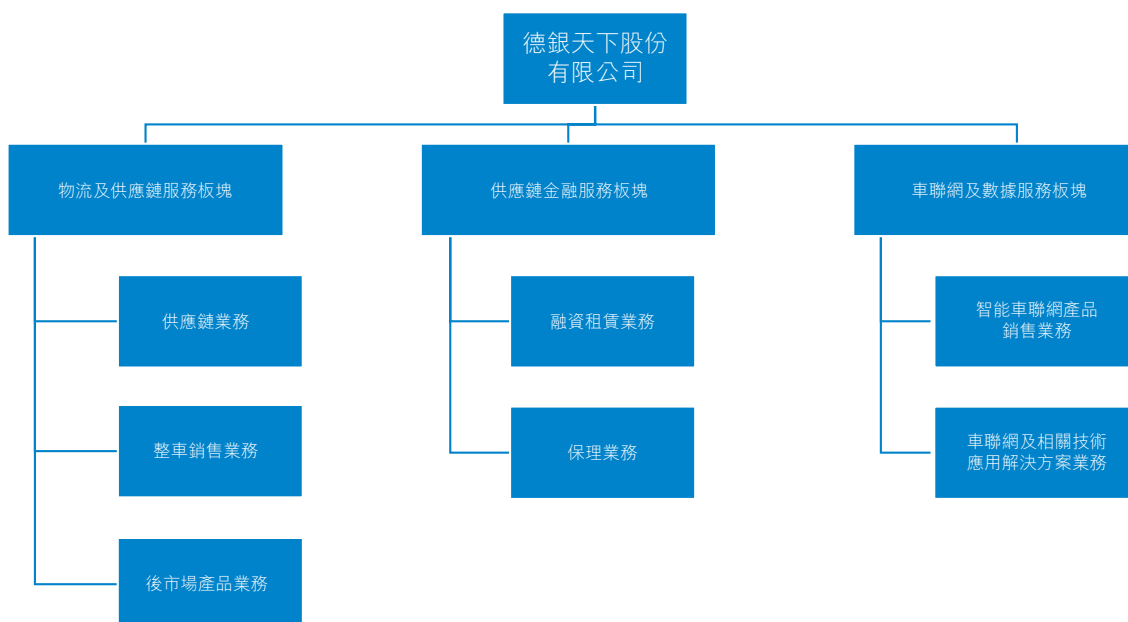 德銀天下股份
有限公司
物流及供應鏈服務板塊
供應鏈金融服務板塊
車聯網及數據服務板塊
供應鏈業務
整車銷售業務
後市場產品業務
融資租賃業務
保理業務
智能車聯網產品
銷售業務
車聯網及相關技術
應用解決方案業務